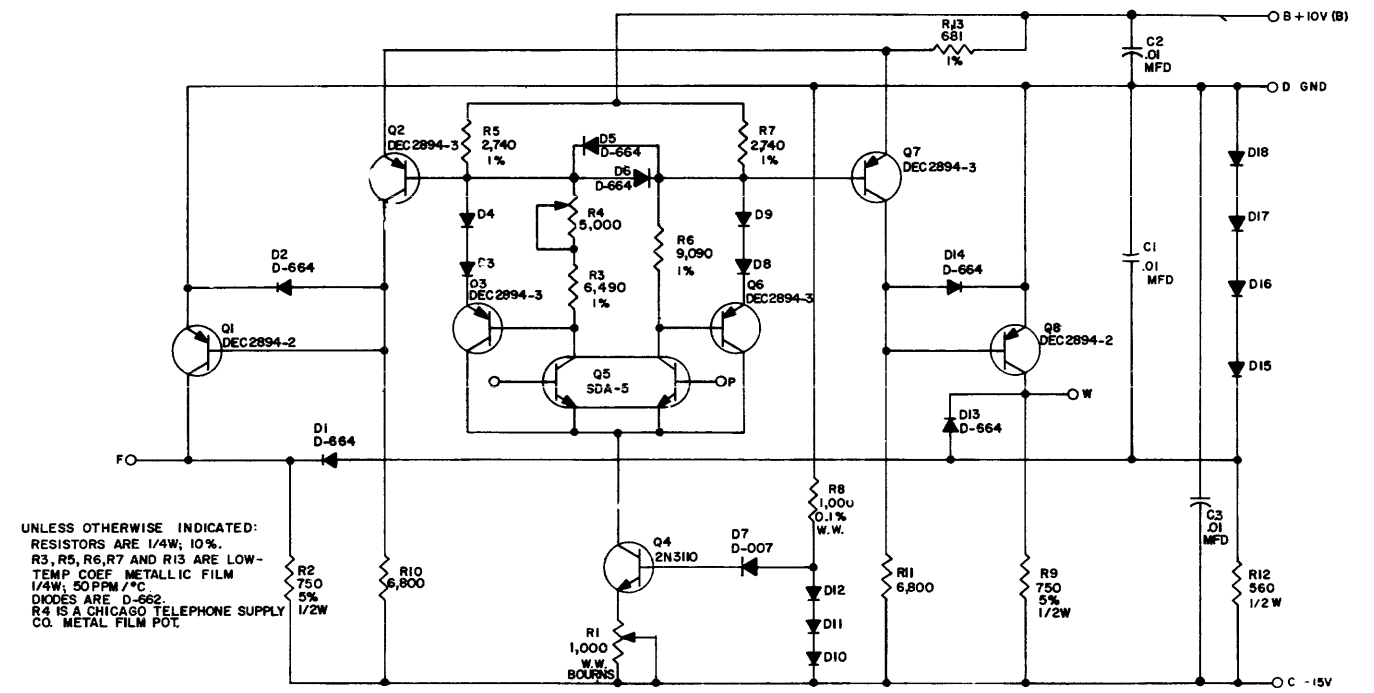 B +10V (B)
R13
681
1%
C2
.01
MFD
D GND
Q2
DEC2894-3
R5
2,740
1%
D5
D-664
R7
2,740
1%
Q7
DEC2894-3
D6
D-664
D18
D4
R4
5,000
D9
D17
R6
9,090
1%
C1
.01
MFD
D2
D-664
D3
R3
6,490
1%
D8
D14
D-664
D16
Q3
DEC2894-3
Q6
DEC2894-3
Q1
DEC2894-2
Q8
DEC2894-2
Q5
SDA-5
P
D15
W
D13
D-664
D1
D-664
F
R8
1,000
0.1%
W.W.
C3
.01
MFD
UNLESS OTHERWISE INDICATED:
RESISTORS ARE 1/4W; 10%.
R3, R5, R6, R7 AND R13 ARE LOW-
TEMP COEF METALLIC FILM
1/4W; 50PPM/°C.
DIODES ARE D-662.
R4 IS A CHICAGO TELEPHONE SUPPLY
CO. METAL FILM POT.
R2
750
5%
1/2W
R10
6,800
Q4
2N3110
D7
D-007
R11
6,800
R9
750
5%
1/2W
R12
560
1/2W
D12
D11
D10
R1
1,000
W.W.
BOURNS
C -15V